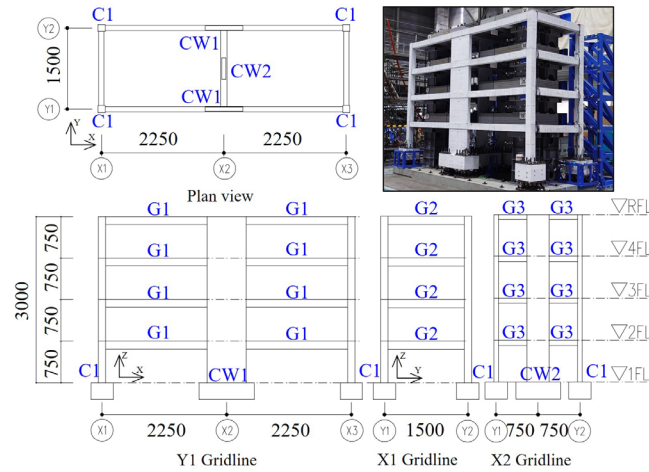 C1
C1
Y2
CW1
1500
CW2
CW1
Y1
C1
C1
Y
X
2250
2250
X1
X2
X3
Plan view
G1
G1
G2
G3
G3
▽RFL
750
G1
G1
G2
G3
G3
▽4FL
750
3000
G1
G1
G2
G3
G3
▽3FL
750
G1
G1
G2
G3
G3
▽2FL
750
Z
Z
C1
X
CW1
C1
Y
C1
CW2
C1
▽1FL
2250
2250
1500
750
750
X1
X2
X3
Y1
Y2
Y1
Y2
Y1 Gridline
X1 Gridline
X2 Gridline